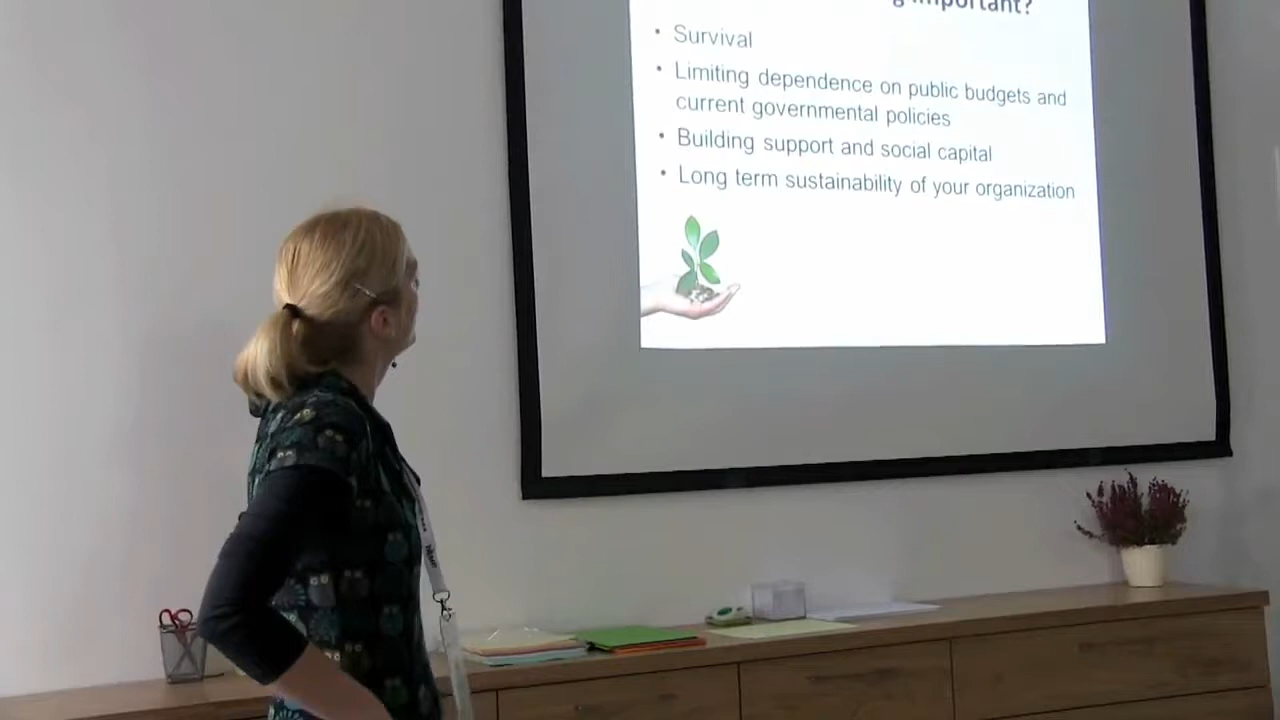 important?
• Survival
• Limiting dependence on public budgets and
current governmental policies
• Building support and social capital
• Long term sustainability of your organization